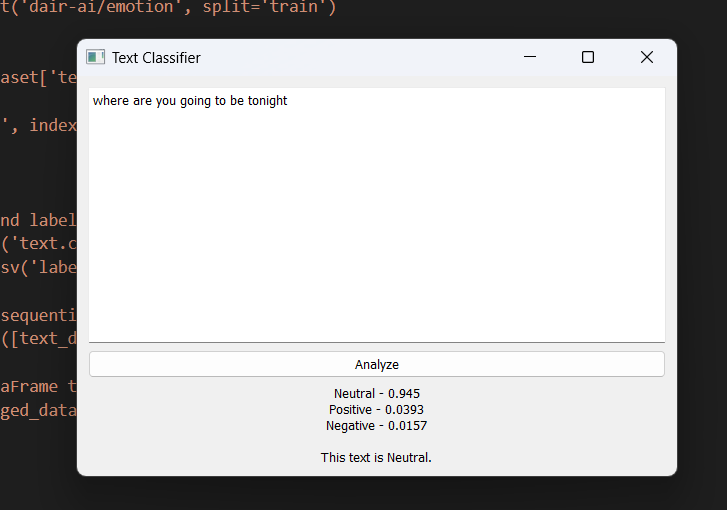 t('dair-ai/emotion', split='train')
Text Classifier
aset['te
where are you going to be tonight
', index
nd label
('text.c
sv('labe
sequenti
([text_d
Analyze
aFrame t
Neutral - 0.945
ged_data
Positive - 0.0393
Negative - 0.0157
This text is Neutral.